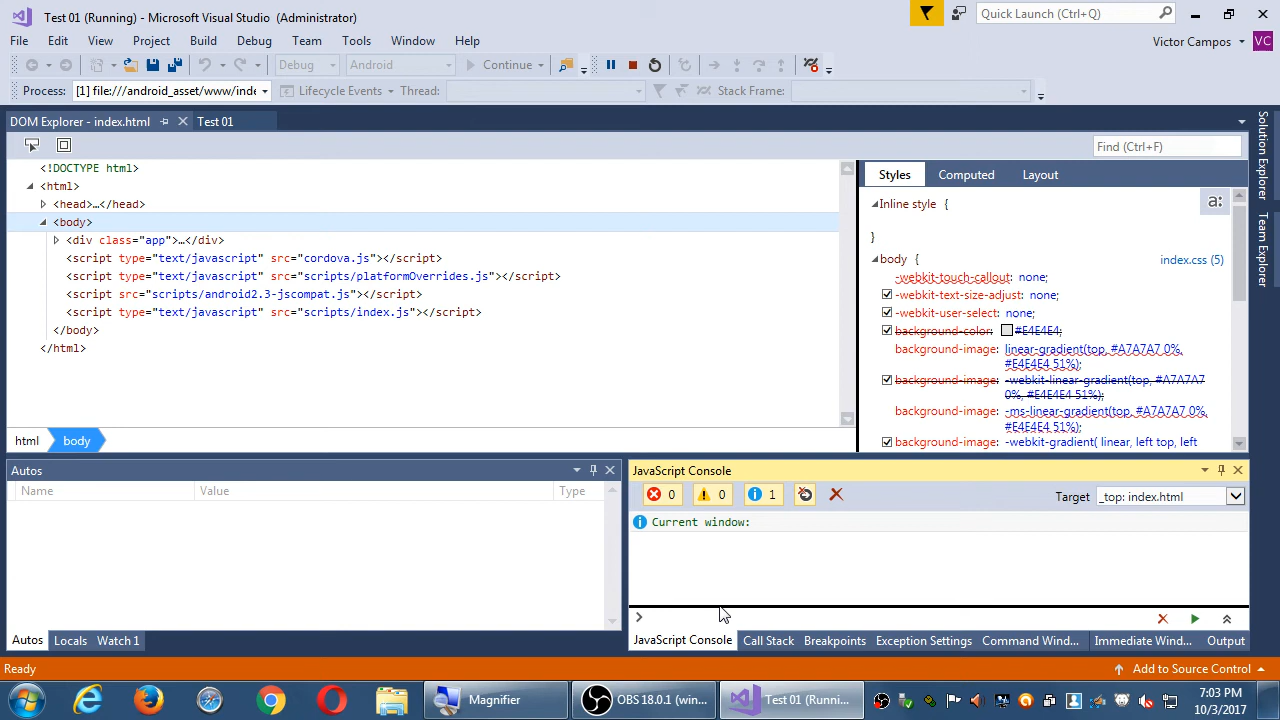 Test 01 (Running) - Microsoft Visual Studio (Administrator)
Quick Launch (Ctrl+Q)
File Edit View Project Build Debug Team Tools Window Help
Victor Campos VC
Debug Android Continue
Process: [1] file:///android_asset/www/inde Lifecycle Events Thread: Stack Frame:
DOM Explorer - index.html Test 01
Find (Ctrl+F)
<!DOCTYPE html>
<html>
<head>…</head>
<body>
<div class="app">…</div>
<script type="text/javascript" src="cordova.js"></script>
<script type="text/javascript" src="scripts/platformOverrides.js"></script>
<script src="scripts/android2.3-jscompat.js"></script>
<script type="text/javascript" src="scripts/index.js"></script>
</body>
</html>
html body
Styles Computed Layout
Inline style {
a:
}
body { index.css (5)
-webkit-touch-callout: none;
-webkit-text-size-adjust: none;
-webkit-user-select: none;
background-color: #E4E4E4;
background-image: linear-gradient(top, #A7A7A7 0%,
#E4E4E4 51%);
background-image: -webkit-linear-gradient(top, #A7A7A7
0%, #E4E4E4 51%);
background-image: -ms-linear-gradient(top, #A7A7A7 0%,
#E4E4E4 51%);
background-image: -webkit-gradient( linear, left top, left
Solution Explorer
Team Explorer
Autos
Name Value Type
Autos Locals Watch 1
JavaScript Console
0 0 1 Target _top: index.html
Current window:
JavaScript Console Call Stack Breakpoints Exception Settings Command Wind... Immediate Wind... Output
Ready Add to Source Control
Magnifier OBS 18.0.1 (win... Test 01 (Runni... 7:03 PM
10/3/2017